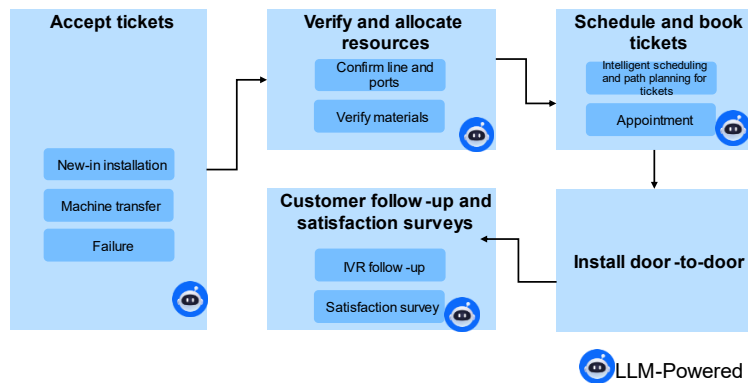 Accept tickets
New-in installation
Machine transfer
Failure
Verify and allocate
resources
Confirm line and
ports
Verify materials
Schedule and book
tickets
Intelligent scheduling
and path planning for
tickets
Appointment
Install door -to-door
Customer follow -up and
satisfaction surveys
IVR follow -up
Satisfaction survey
LLM-Powered